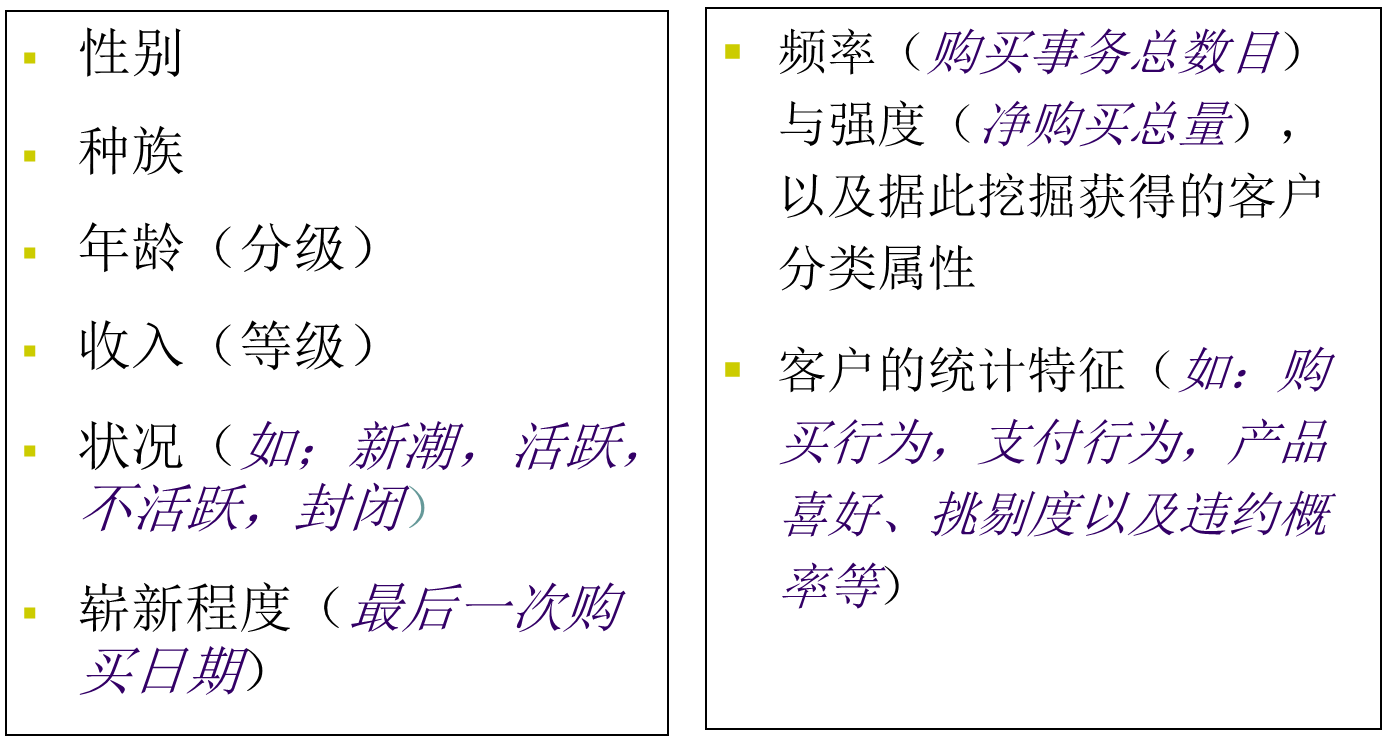 性别
种族
年龄（分级）
收入（等级）
状况（如；新潮，活跃，
不活跃，封闭）
崭新程度（最后一次购
买日期）
频率（购买事务总数目）
与强度（净购买总量），
以及据此挖掘获得的客户
分类属性
客户的统计特征（如：购
买行为，支付行为，产品
喜好、挑剔度以及违约概
率等）